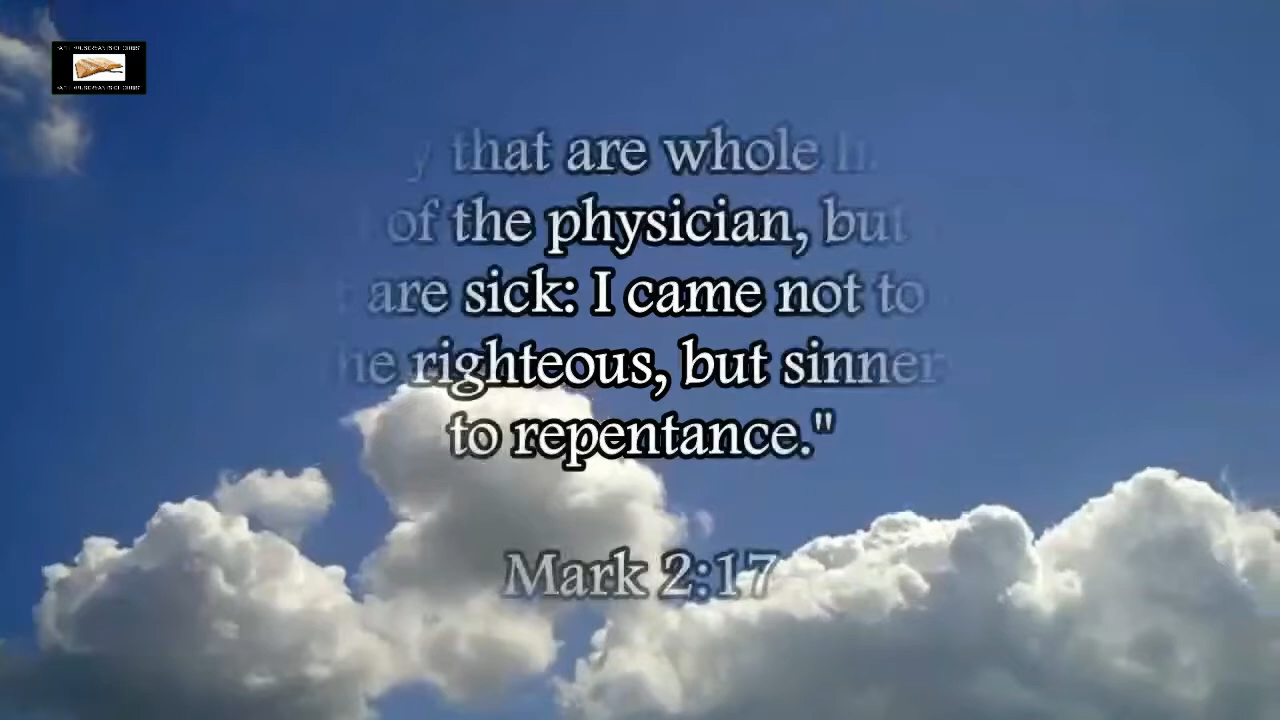 that are whole
of the physician, but
are sick: I came not to
righteous, but sinner
to repentance."
Mark 2:17